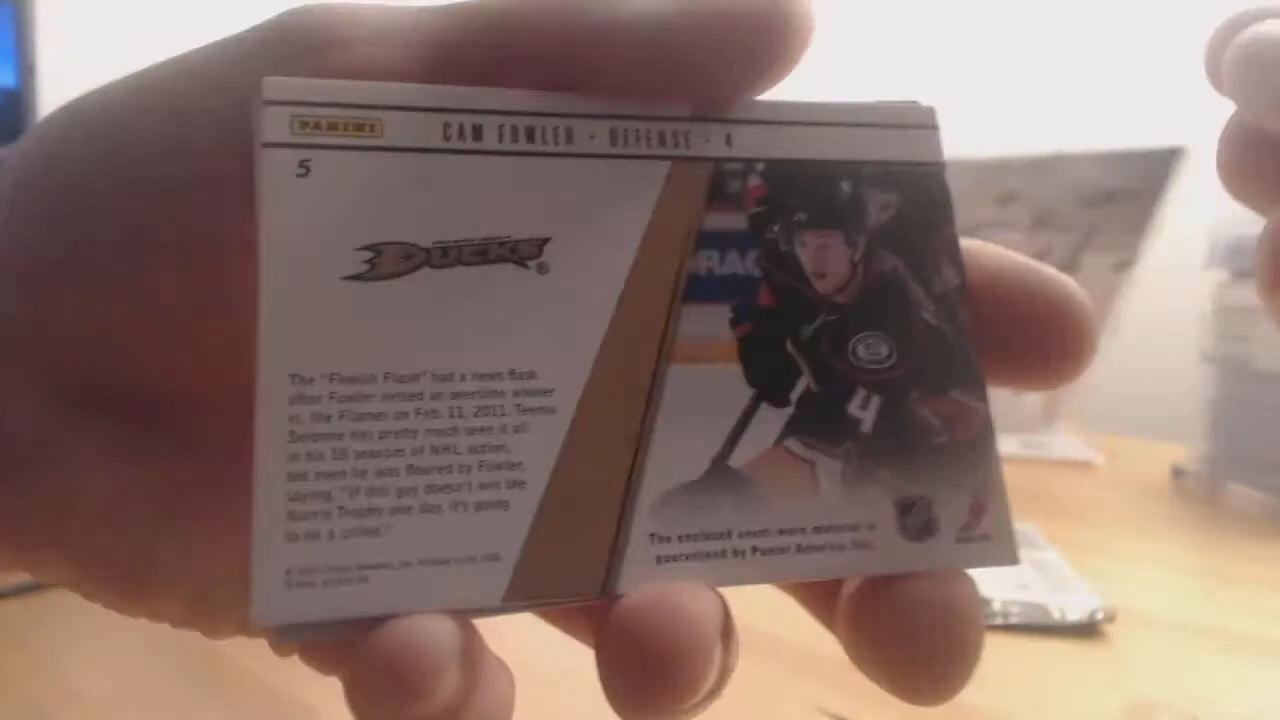 PANINI
CAM FOWLER • DEFENSE • 4
5
DUCKS
The "Finnish Flash" had a news flash
after Fowler netted an overtime winner
vs. the Flames on Feb. 11, 2011. Teemu
Selanne has pretty much seen it all
in his 18 seasons of NHL action,
but even he was floored by Fowler,
saying, "If this guy doesn't win the
Norris Trophy one day, it's going
to be a crime."
RAC
4
The enclosed event-worn material is
guaranteed by Panini America, Inc.